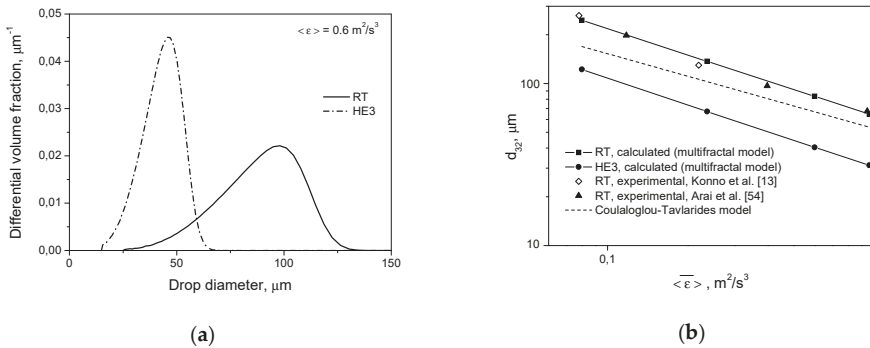 0,05
0,04
0,03
0,02
0,01
0,00
Differential volume fraction, μm⁻¹
<ε> = 0.6 m²/s³
RT
HE3
0
50
100
150
Drop diameter, μm
(a)
100
10
d₃₂, μm
RT, calculated (multifractal model)
HE3, calculated (multifractal model)
RT, experimental, Konno et al. [13]
RT, experimental, Arai et al. [54]
Coulaloglou-Tavlarides model
0,1
<ε̅> , m²/s³
(b)